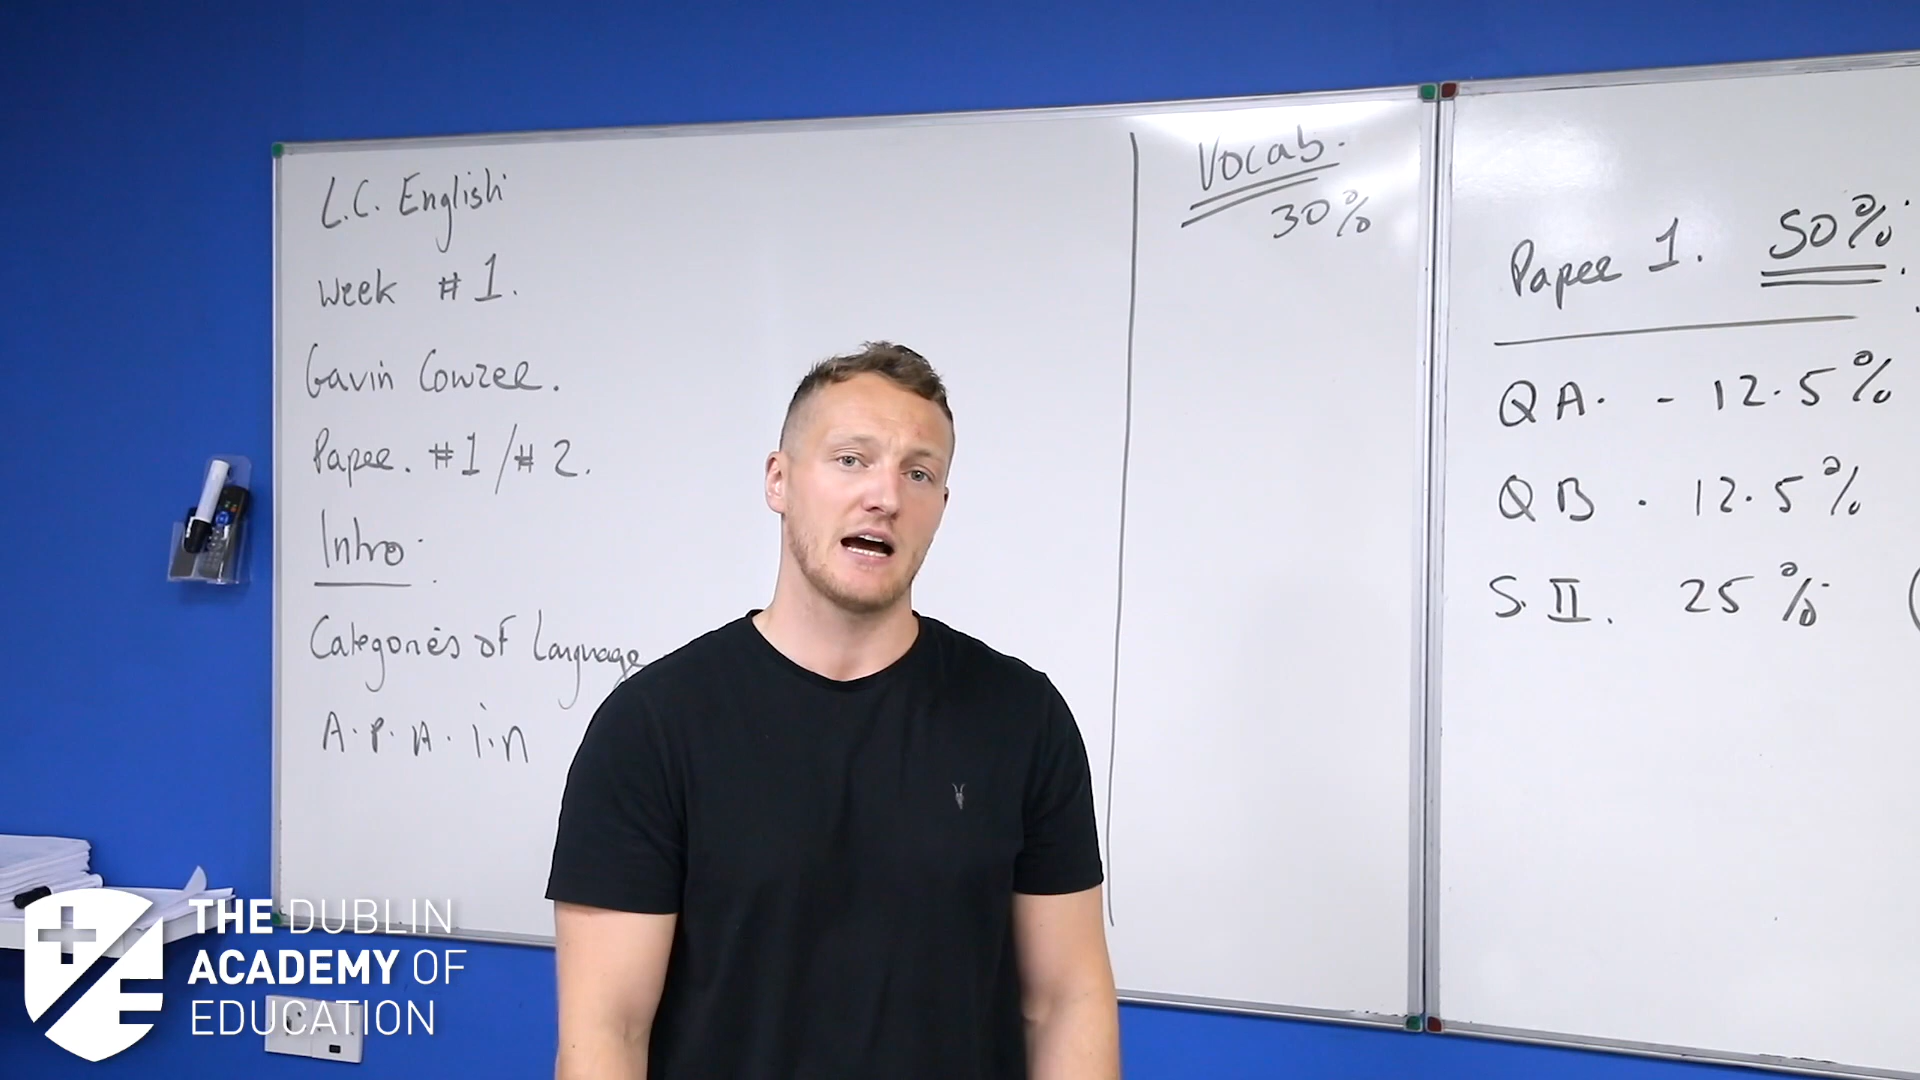 L.C. English
Week #1.
Gavin Cowzer.
Paper. #1/#2.
Intro:
Categories of Language
A.P.A.i.n
Vocab.
30%
Paper 1. 50%
QA. - 12.5%
QB. 12.5%
S.II. 25%
THE DUBLIN
ACADEMY OF
EDUCATION